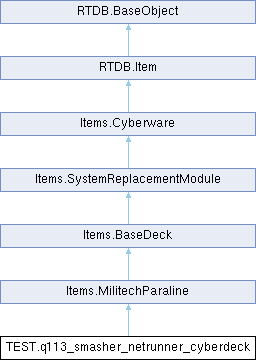 RTDB.BaseObject
RTDB.Item
Items.Cyberware
Items.SystemReplacementModule
Items.BaseDeck
Items.MilitechParaline
TEST.q113_smasher_netrunner_cyberdeck